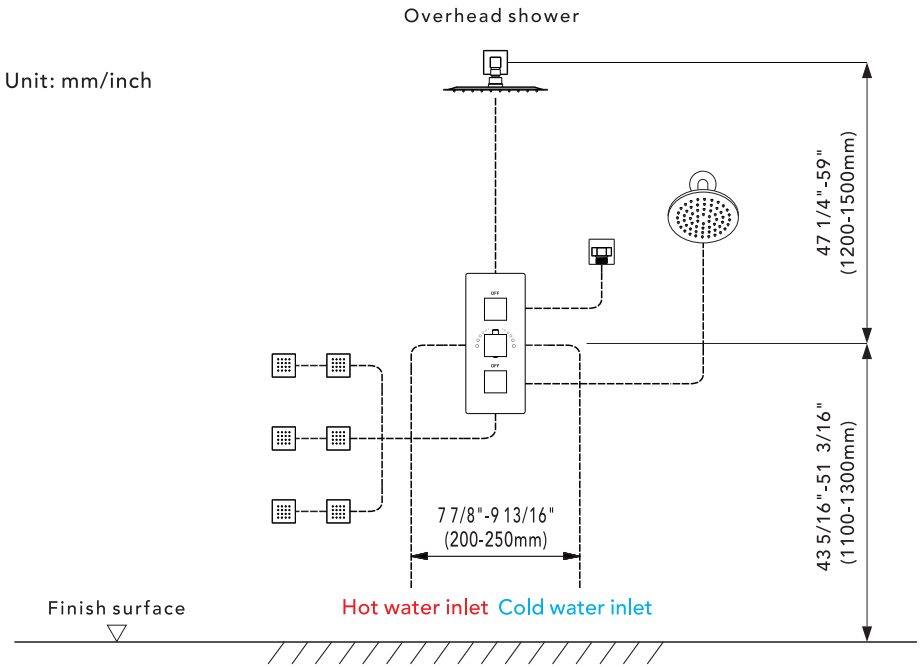 Overhead shower
Unit: mm/inch
47 1/4"-59"
(1200-1500mm)
OFF
OFF
43 5/16"-51 3/16"
(1100-1300mm)
7 7/8"-9 13/16"
(200-250mm)
Finish surface
Hot water inlet Cold water inlet